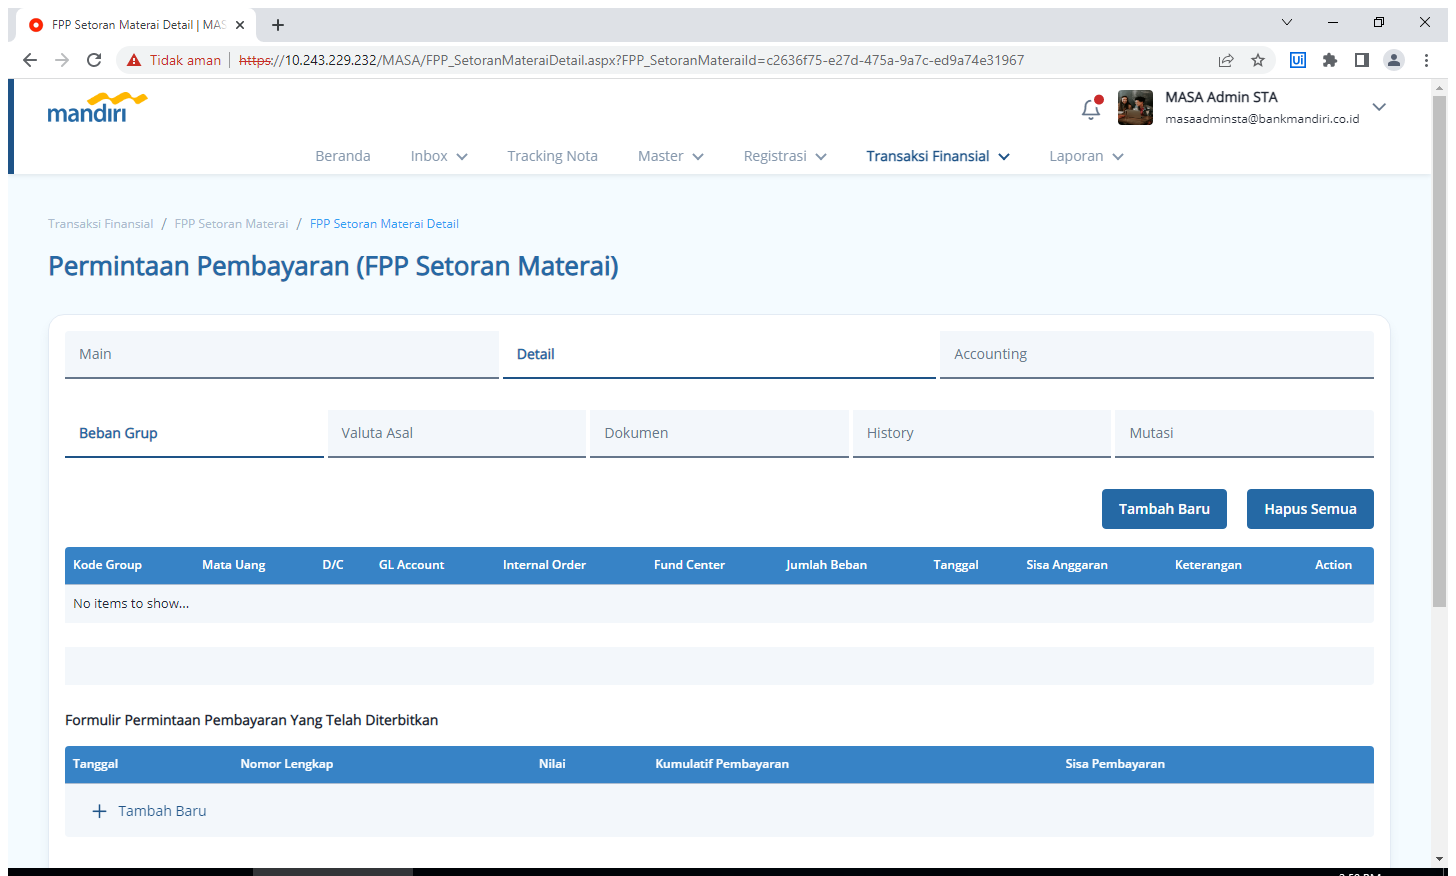 FPP Setoran Materai Detail | MAS
Tidak aman https://10.243.229.232/MASA/FPP_SetoranMateraiDetail.aspx?FPP_SetoranMateraiId=c2636f75-e27d-475a-9a7c-ed9a74e31967
Ui
mandiri
MASA Admin STA
masaadminsta@bankmandiri.co.id
Beranda Inbox Tracking Nota Master Registrasi Transaksi Finansial Laporan
Transaksi Finansial / FPP Setoran Materai / FPP Setoran Materai Detail
Permintaan Pembayaran (FPP Setoran Materai)
Main Detail Accounting
Beban Grup Valuta Asal Dokumen History Mutasi
Tambah Baru Hapus Semua
Kode Group Mata Uang D/C GL Account Internal Order Fund Center Jumlah Beban Tanggal Sisa Anggaran Keterangan Action
No items to show...
Formulir Permintaan Pembayaran Yang Telah Diterbitkan
Tanggal Nomor Lengkap Nilai Kumulatif Pembayaran Sisa Pembayaran
+ Tambah Baru